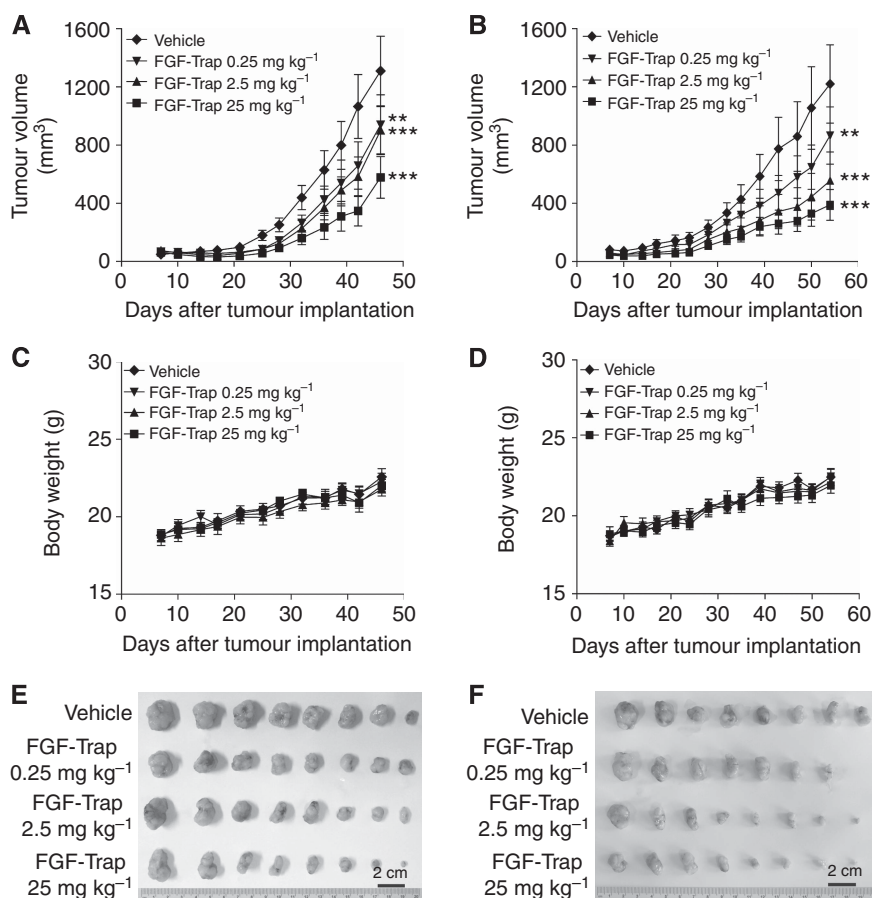 A
1600
1200
800
400
0
Tumour volume
(mm³)
Vehicle
FGF-Trap 0.25 mg kg⁻¹
FGF-Trap 2.5 mg kg⁻¹
FGF-Trap 25 mg kg⁻¹
**
***
***
0 10 20 30 40 50
Days after tumour implantation
B
1600
1200
800
400
0
Tumour volume
(mm³)
Vehicle
FGF-Trap 0.25 mg kg⁻¹
FGF-Trap 2.5 mg kg⁻¹
FGF-Trap 25 mg kg⁻¹
**
***
***
0 10 20 30 40 50 60
Days after tumour implantation
C
30
25
20
15
Body weight (g)
Vehicle
FGF-Trap 0.25 mg kg⁻¹
FGF-Trap 2.5 mg kg⁻¹
FGF-Trap 25 mg kg⁻¹
0 10 20 30 40 50
Days after tumour implantation
D
30
25
20
15
Body weight (g)
Vehicle
FGF-Trap 0.25 mg kg⁻¹
FGF-Trap 2.5 mg kg⁻¹
FGF-Trap 25 mg kg⁻¹
0 10 20 30 40 50 60
Days after tumour implantation
E
Vehicle
FGF-Trap
0.25 mg kg⁻¹
FGF-Trap
2.5 mg kg⁻¹
FGF-Trap
25 mg kg⁻¹
2 cm
F
Vehicle
FGF-Trap
0.25 mg kg⁻¹
FGF-Trap
2.5 mg kg⁻¹
FGF-Trap
25 mg kg⁻¹
2 cm